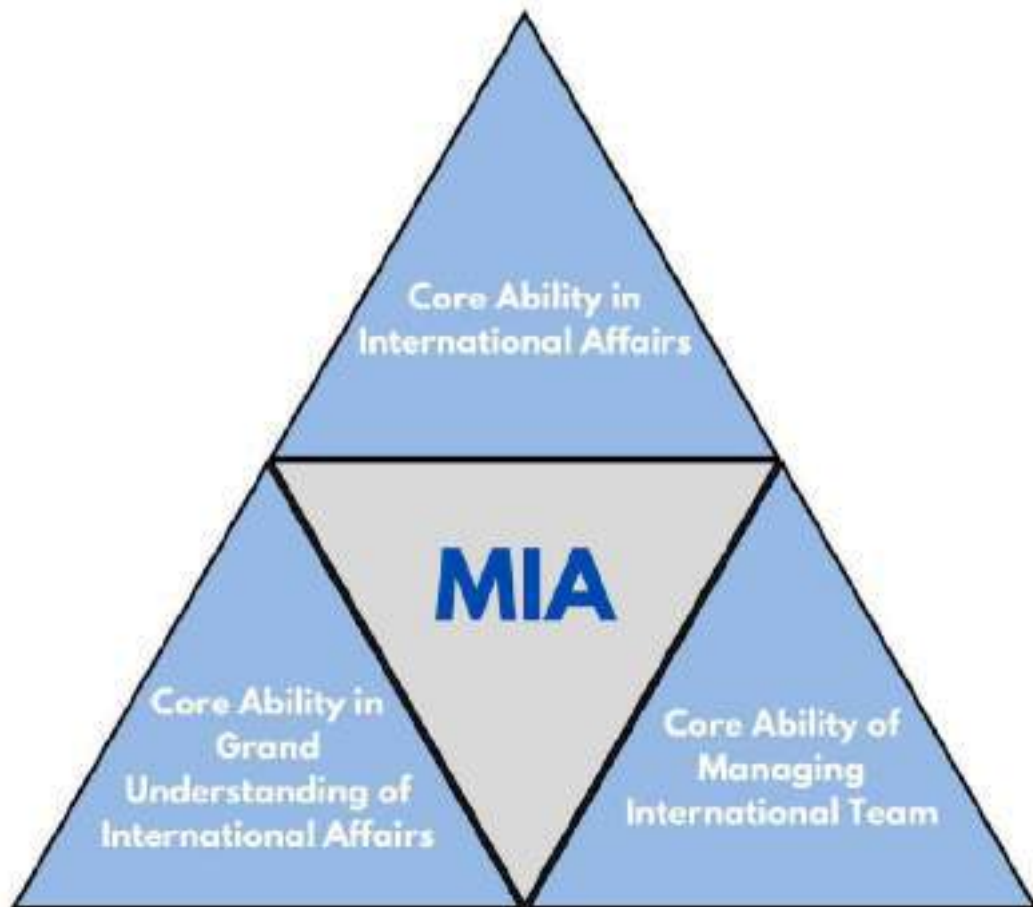 Core Ability in
International Affairs
MIA
Core Ability in
Grand
Understanding of
International Affairs
Core Ability of
Managing
International Team